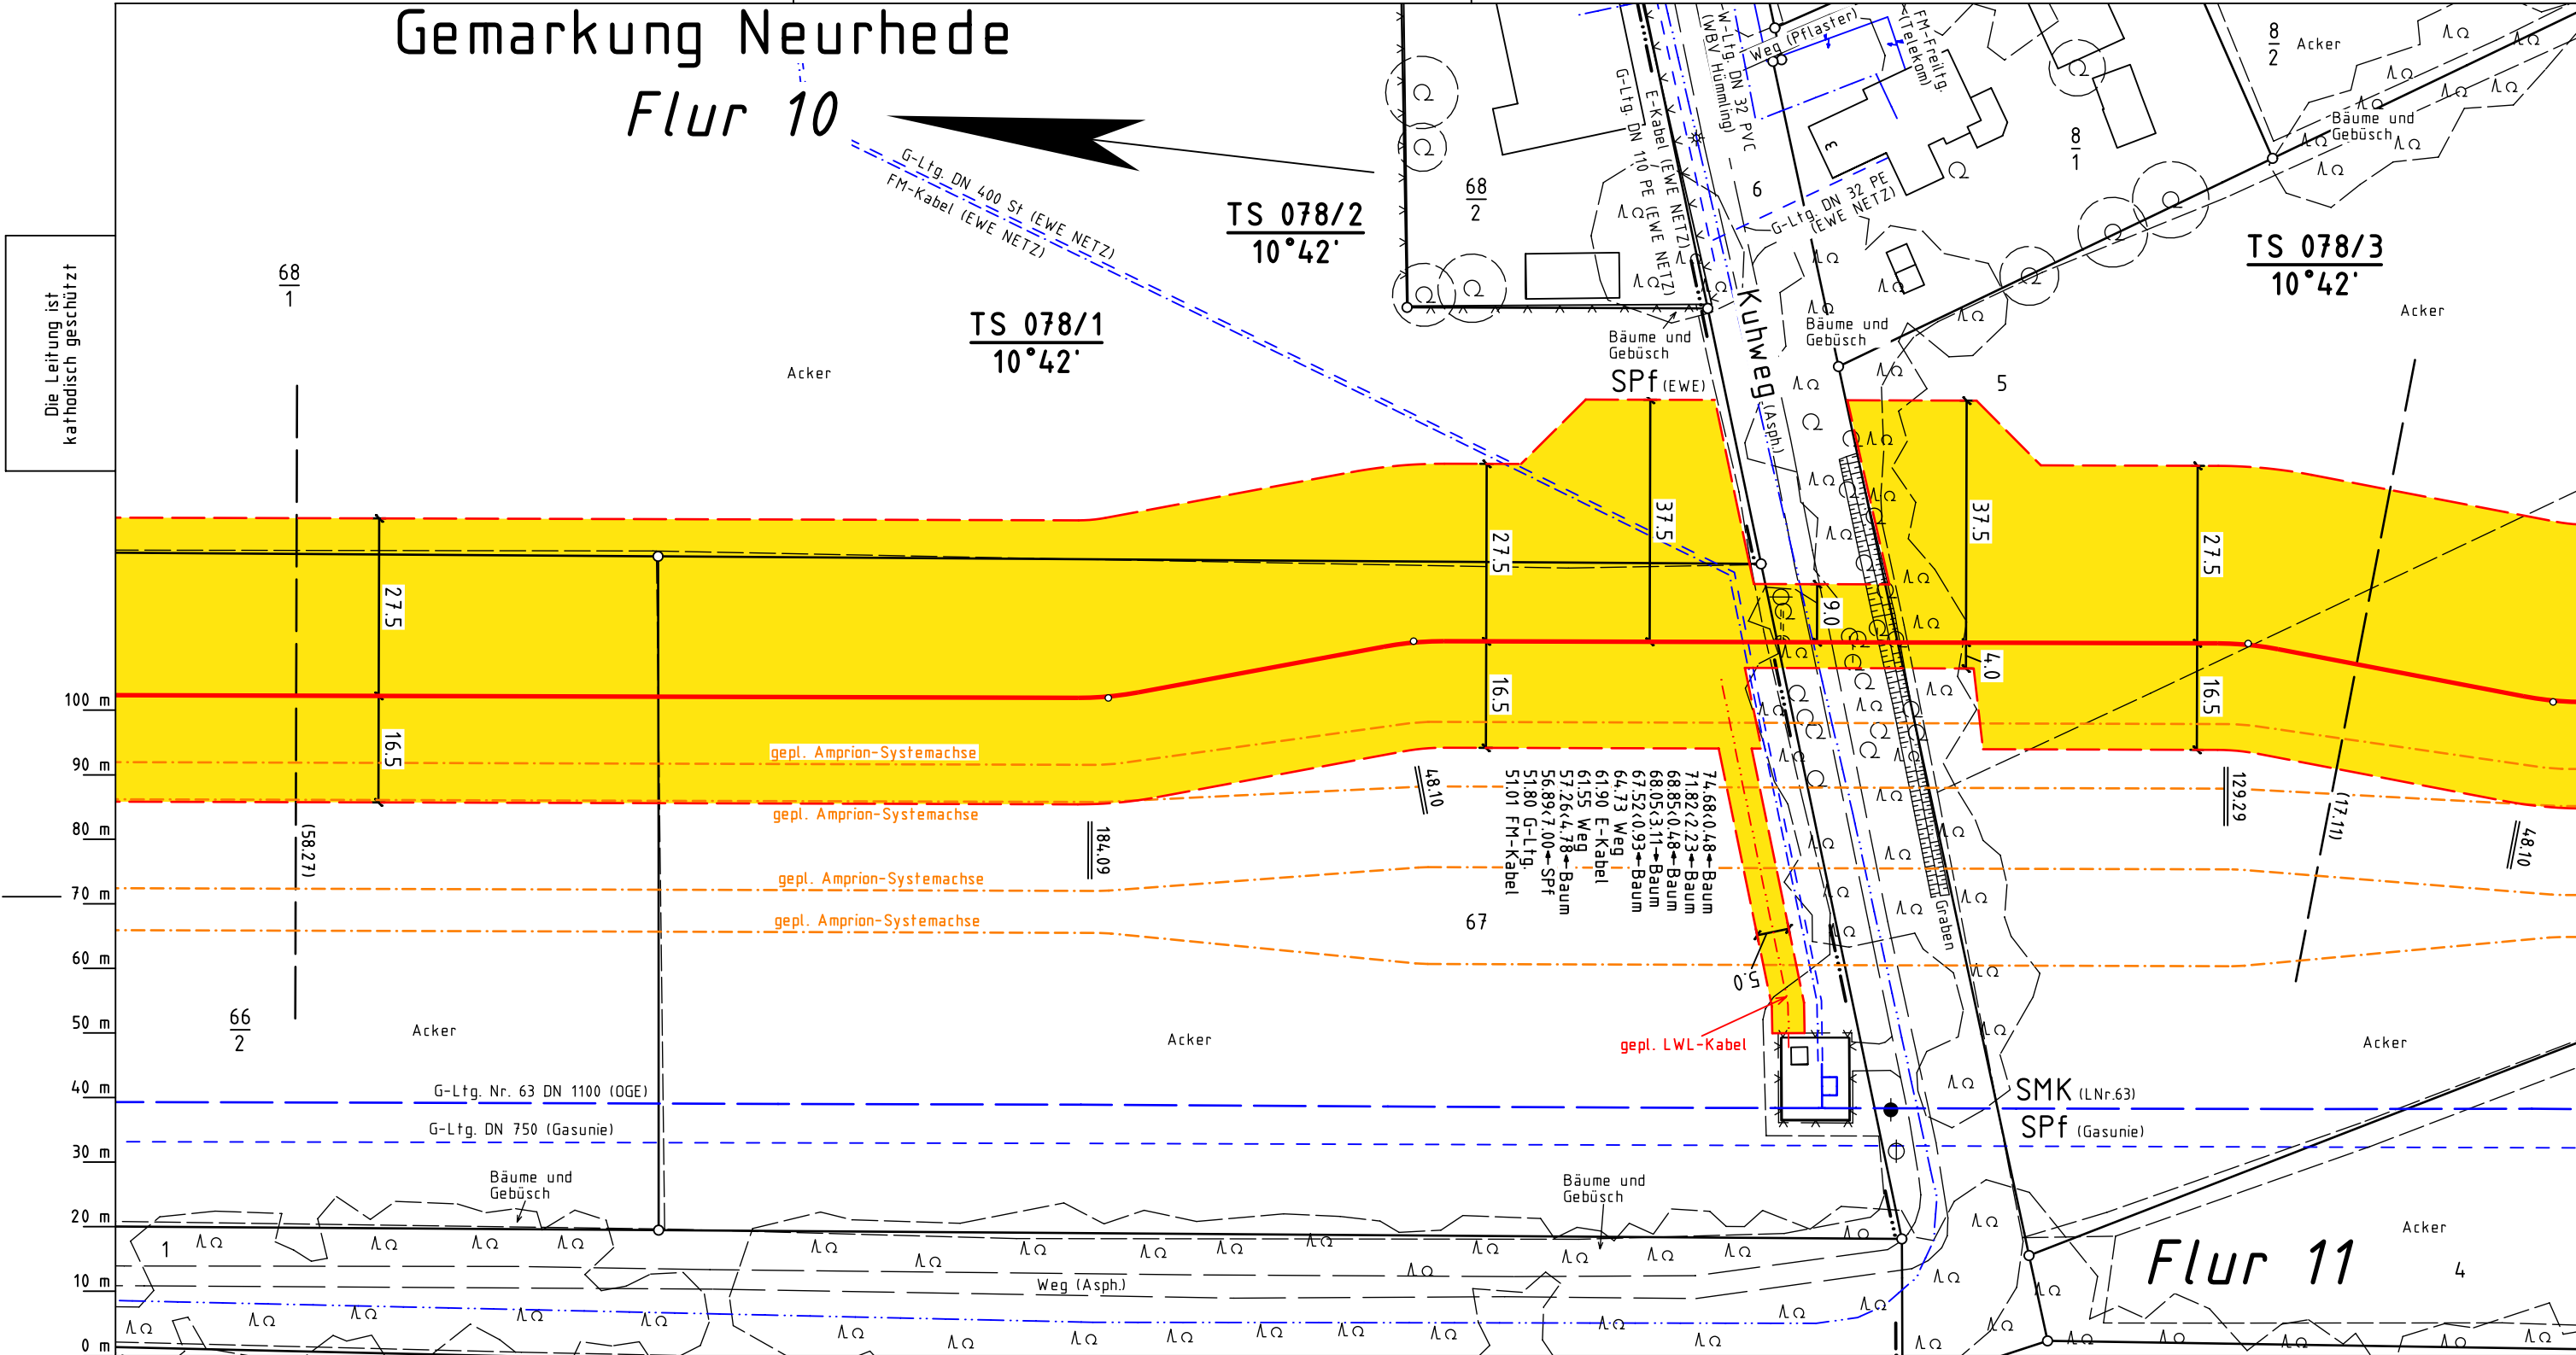 Gemarkung Neurhede
Flur 10
Die Leitung ist
kathodisch geschützt
68
1
G-Ltg. DN 400 St (EWE NETZ)
FM-Kabel (EWE NETZ)
TS 078/1
10°42'
TS 078/2
10°42'
TS 078/3
10°42'
68
2
G-Ltg. DN 110 PE (EWE NETZ)
E-Kabel (EWE NETZ)
W-Ltg. DN 32 PVC
(WBV Hümmling)
Weg (Pflaster)
FM-Freiltg.
(Telekom)
6
3
8
1
8
2
Acker
Bäume und
Gebüsch
G-Ltg. DN 32 PE
(EWE NETZ)
Acker
Acker
Bäume und
Gebüsch
Bäume und
Gebüsch
Kuhweg (Asph.)
SPf (EWE)
5
27.5
16.5
27.5
16.5
37.5
9.0
37.5
4.0
27.5
16.5
100 m
90 m
80 m
70 m
60 m
50 m
40 m
30 m
20 m
10 m
0 m
gepl. Amprion-Systemachse
gepl. Amprion-Systemachse
gepl. Amprion-Systemachse
gepl. Amprion-Systemachse
(58.27)
184.09
48.10
74.68<0.48→Baum
71.82<2.23→Baum
68.85<0.48→Baum
68.05<3.11→Baum
67.52<0.93→Baum
64.73 Weg
61.90 E-Kabel
61.55 Weg
57.26<4.78→Baum
56.89<7.00→SPf
51.80 G-Ltg.
51.01 FM-Kabel
129.29
(17.11)
48.10
67
5.0
Graben
gepl. LWL-Kabel
66
2
Acker
Acker
Acker
G-Ltg. Nr. 63 DN 1100 (OGE)
G-Ltg. DN 750 (Gasunie)
SMK (LNr.63)
SPf (Gasunie)
Bäume und
Gebüsch
Bäume und
Gebüsch
1
Weg (Asph.)
Flur 11
Acker
4